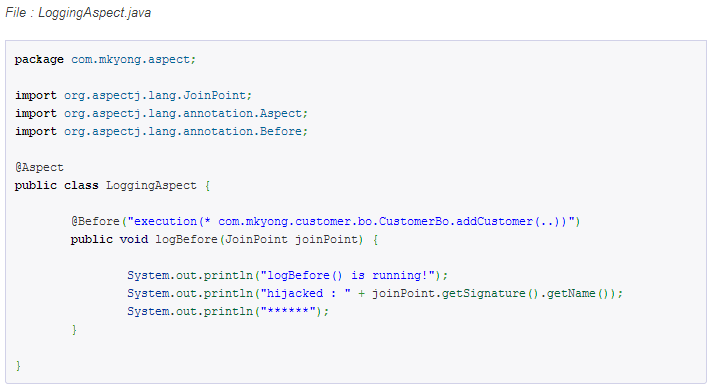 File : LoggingAspect.java
package com.mkyong.aspect;
import org.aspectj.lang.JoinPoint;
import org.aspectj.lang.annotation.Aspect;
import org.aspectj.lang.annotation.Before;
@Aspect
public class LoggingAspect {
@Before("execution(* com.mkyong.customer.bo.CustomerBo.addCustomer(..))")
public void logBefore(JoinPoint joinPoint) {
System.out.println("logBefore() is running!");
System.out.println("hijacked : " + joinPoint.getSignature().getName());
System.out.println("******");
}
}